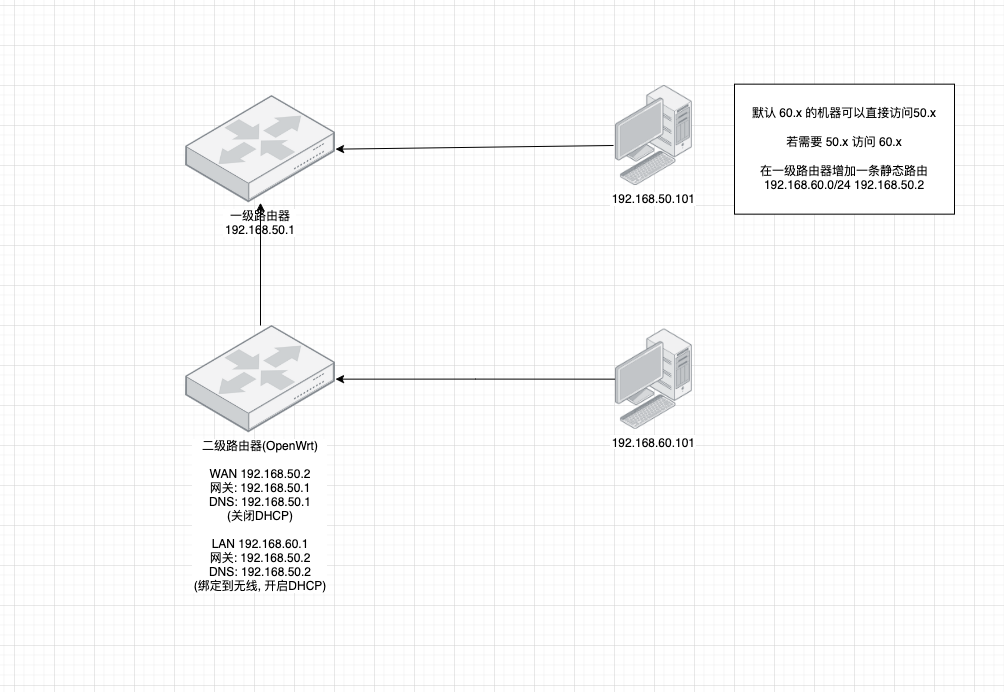 一级路由器
192.168.50.1
192.168.50.101
默认 60.x 的机器可以直接访问50.x
若需要 50.x 访问 60.x
在一级路由器增加一条静态路由
192.168.60.0/24 192.168.50.2
二级路由器(OpenWrt)
WAN 192.168.50.2
网关: 192.168.50.1
DNS: 192.168.50.1
(关闭DHCP)
LAN 192.168.60.1
网关: 192.168.50.2
DNS: 192.168.50.2
(绑定到无线, 开启DHCP)
192.168.60.101